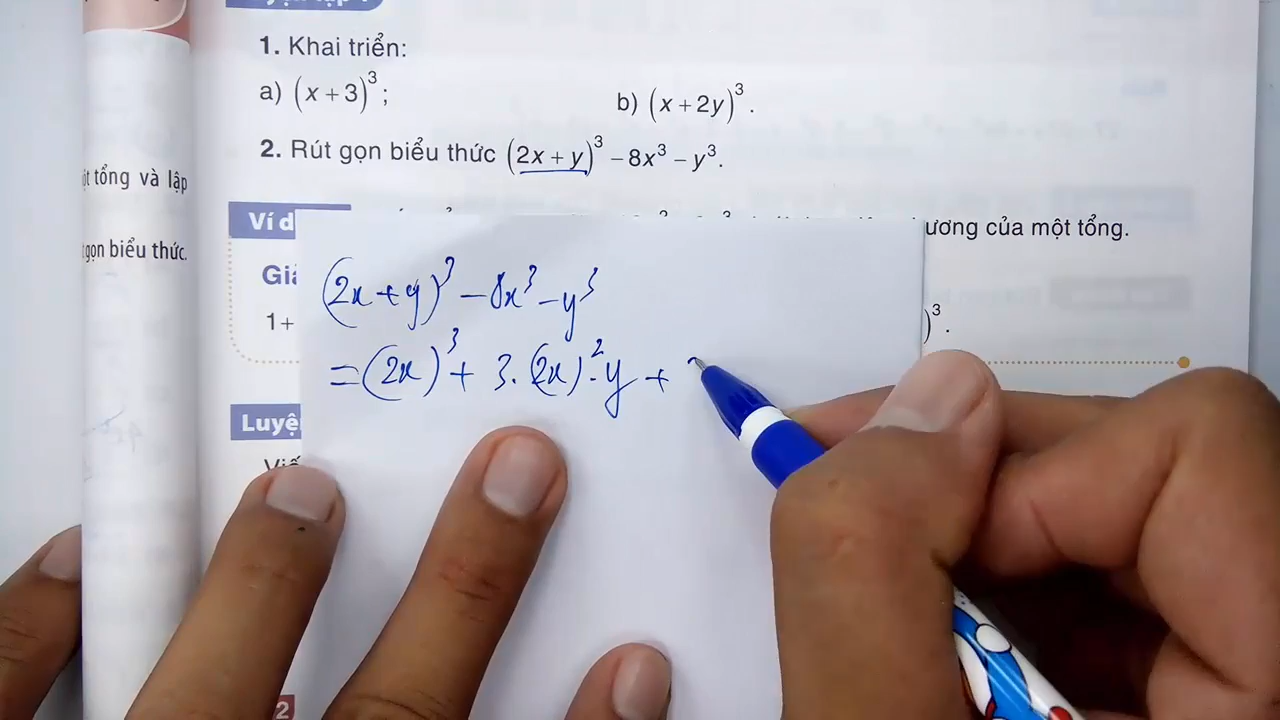 1. Khai triển:
a) (x + 3)³;
b) (x + 2y)³.
2. Rút gọn biểu thức (2x + y)³ − 8x³ − y³.
tổng và lập
gọn biểu thức.
Ví d
ương của một tổng.
Giả
1+
)³.
Luyệ
(2x + y)³ − 8x³ − y³
= (2x)³ + 3.(2x)².y +
2